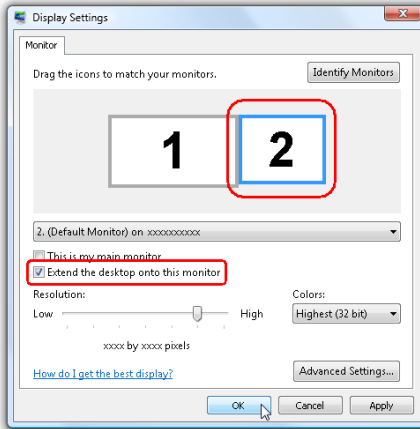 Display Settings
Monitor
Drag the icons to match your monitors.
Identify Monitors
1
2
2. (Default Monitor) on xxxxxxxxxx
This is my main monitor
Extend the desktop onto this monitor
Resolution:
Colors:
Low
High
Highest (32 bit)
xxxx by xxxx pixels
How do I get the best display?
Advanced Settings...
OK
Cancel
Apply